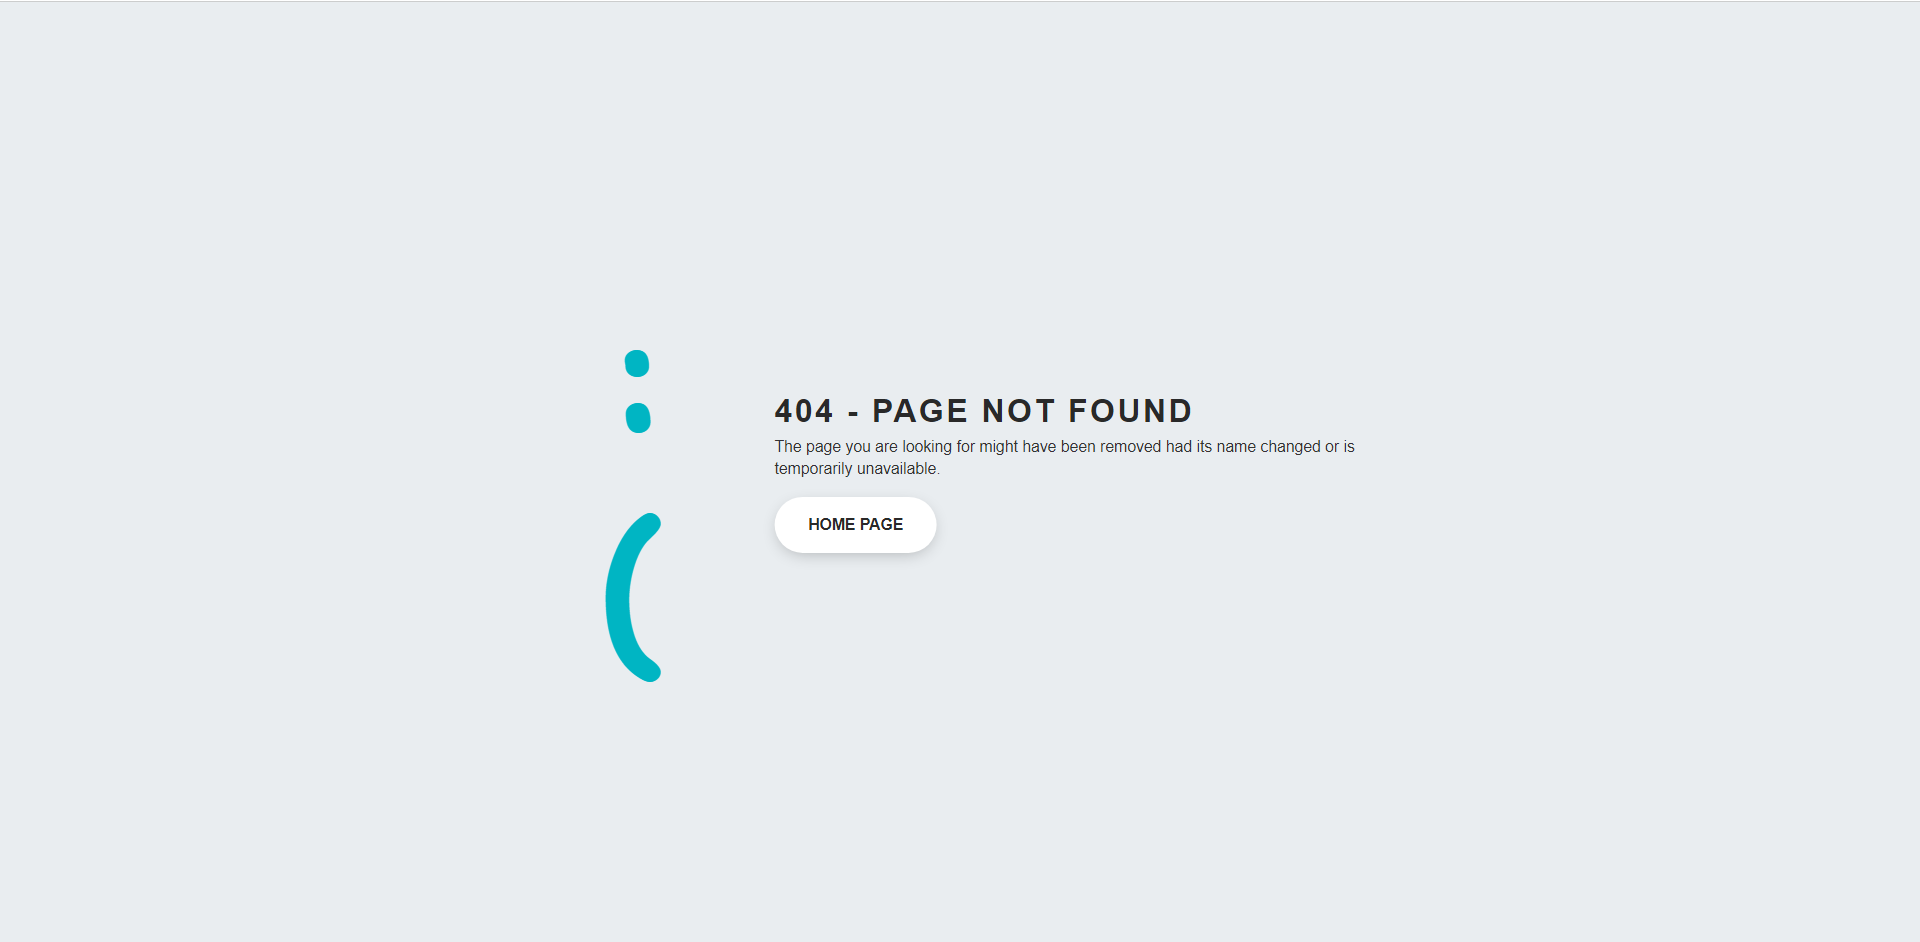 404 - PAGE NOT FOUND
The page you are looking for might have been removed had its name changed or is
temporarily unavailable.
HOME PAGE